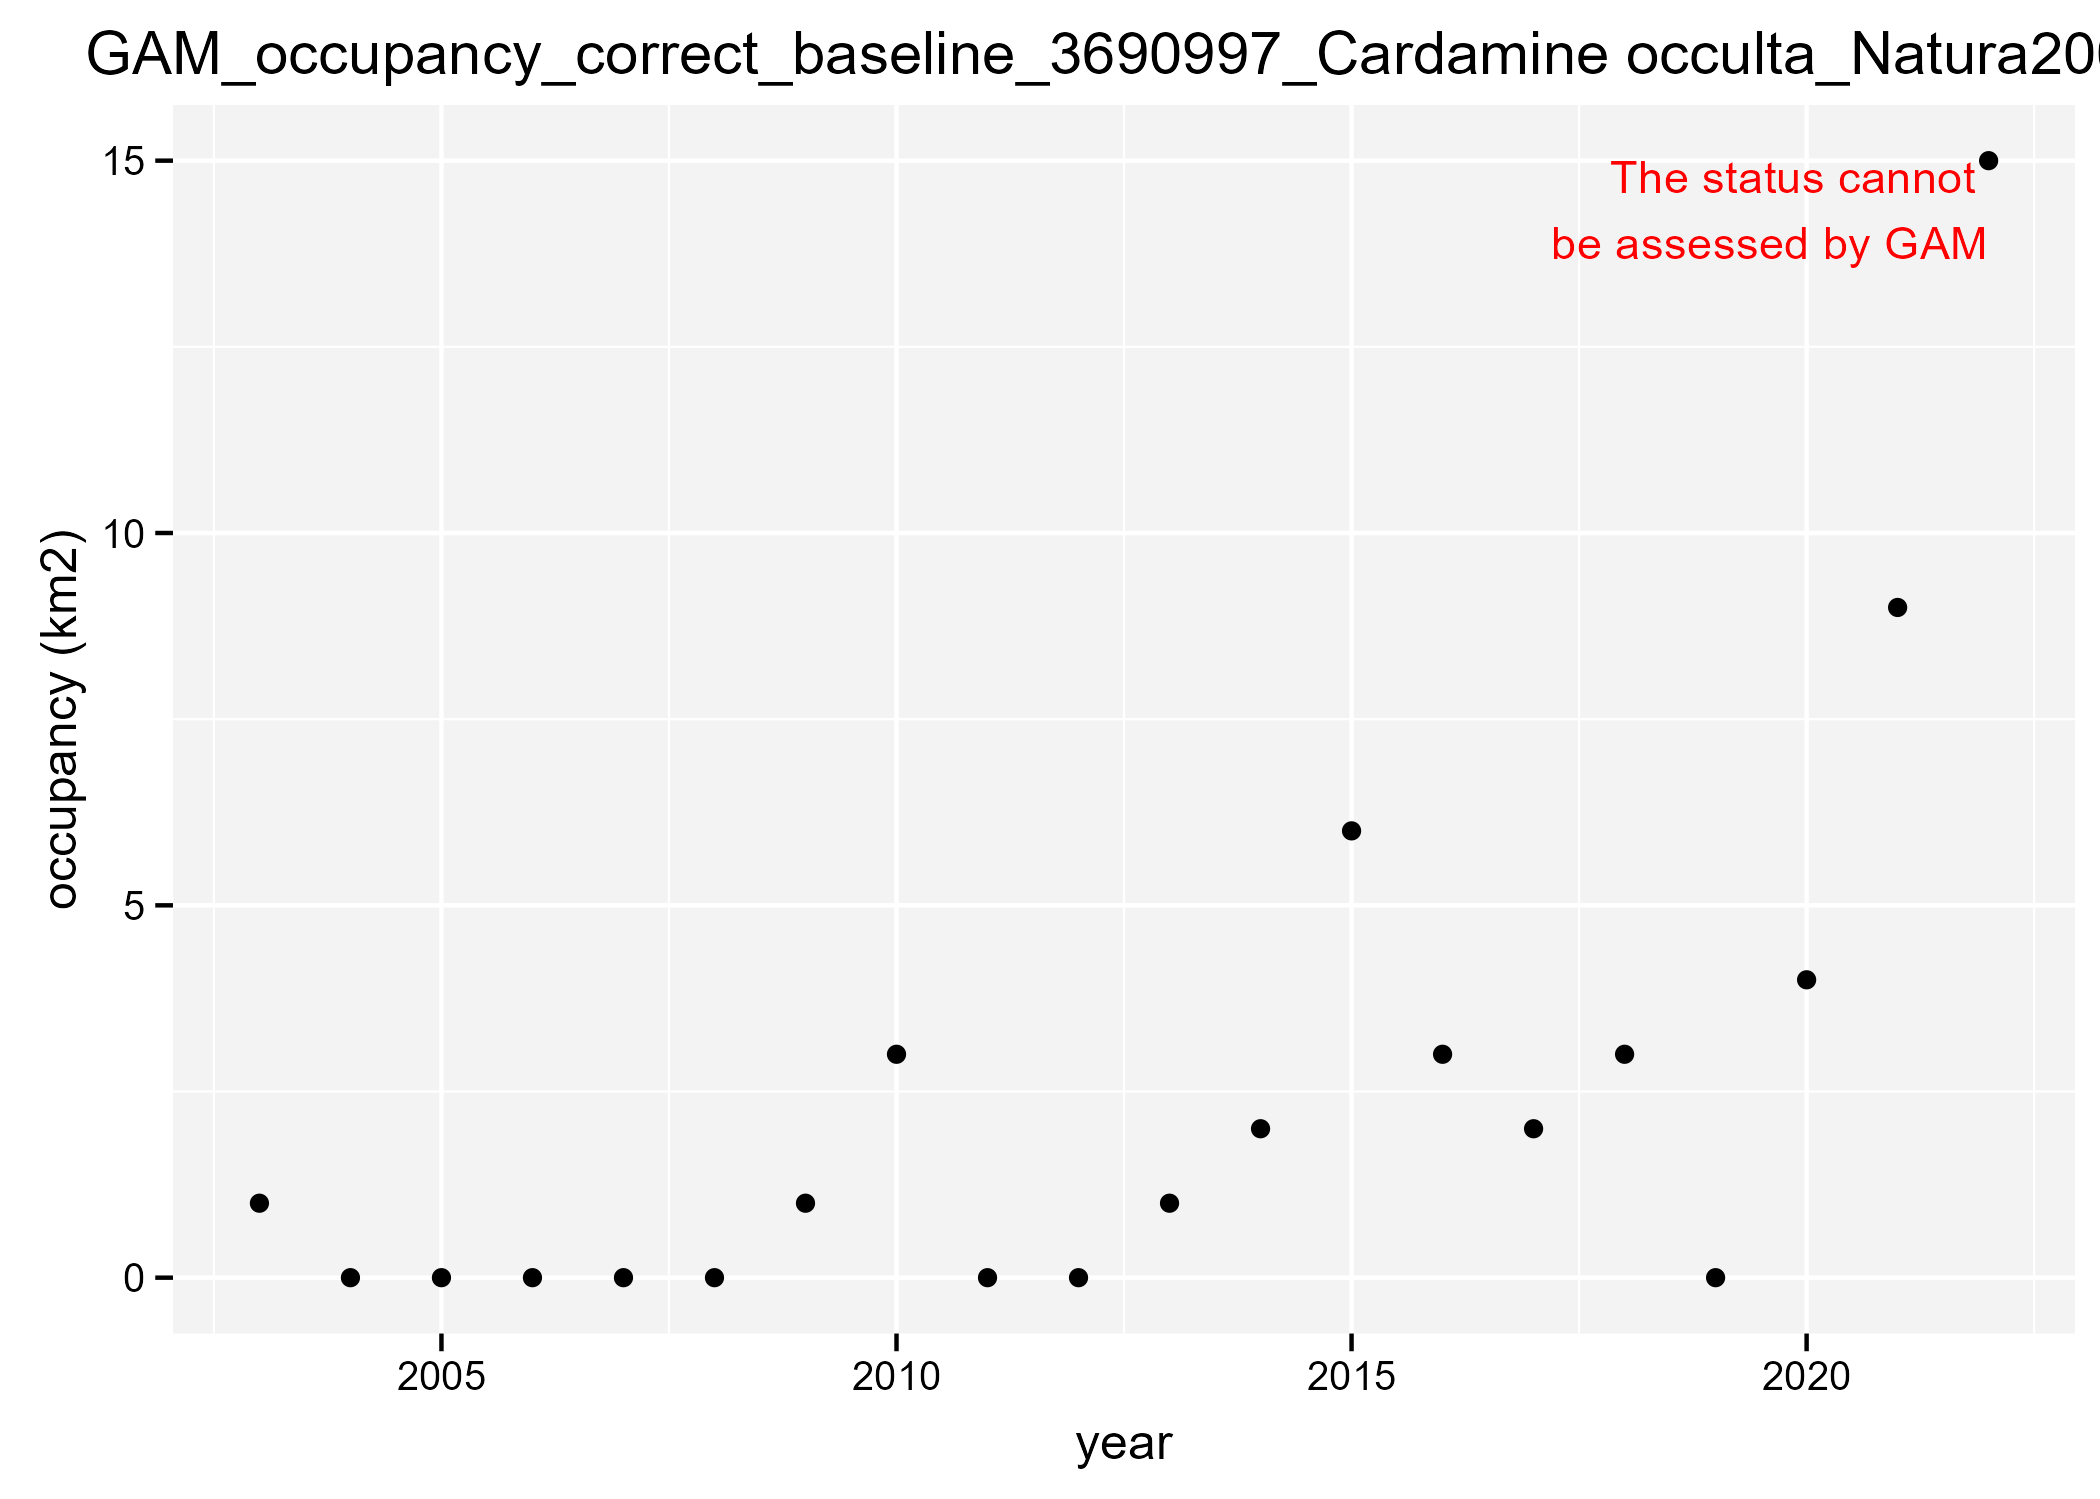 GAM_occupancy_correct_baseline_3690997_Cardamine occulta_Natura20
15
The status cannot
be assessed by GAM
10
occupancy (km2)
5
0
2005 2010 2015 2020
year